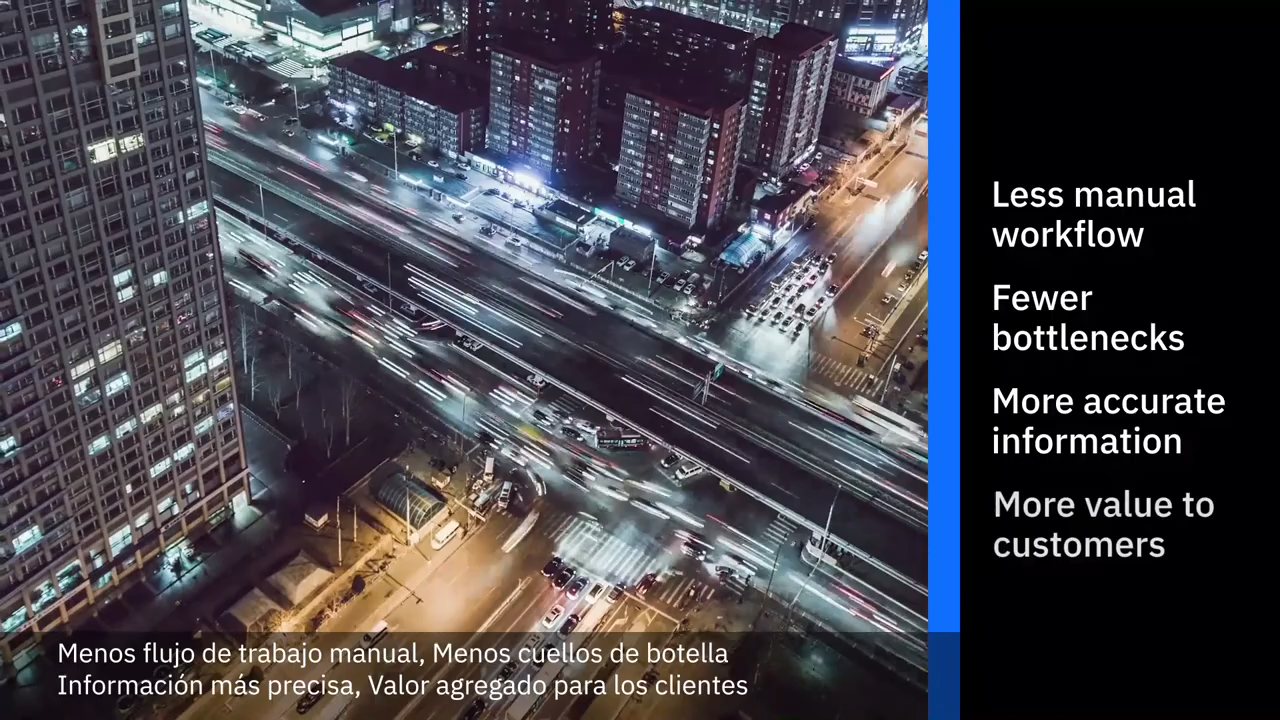 Less manual
workflow
Fewer
bottlenecks
More accurate
information
More value to
customers
Menos flujo de trabajo manual, Menos cuellos de botella
Información más precisa, Valor agregado para los clientes